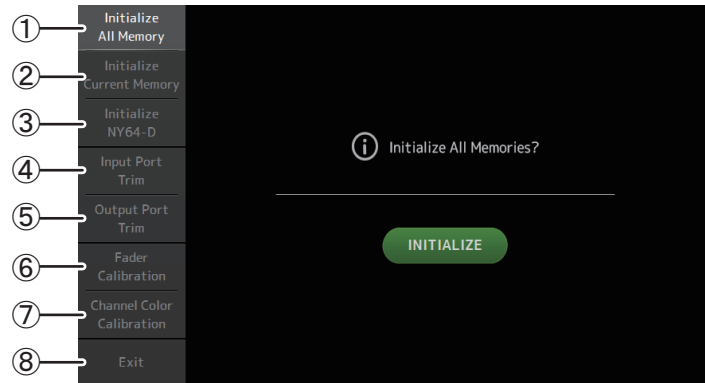 ① Initialize
All Memory
② Initialize
Current Memory
③ Initialize
NY64-D
④ Input Port
Trim
⑤ Output Port
Trim
⑥ Fader
Calibration
⑦ Channel Color
Calibration
⑧ Exit
Initialize All Memories?
INITIALIZE